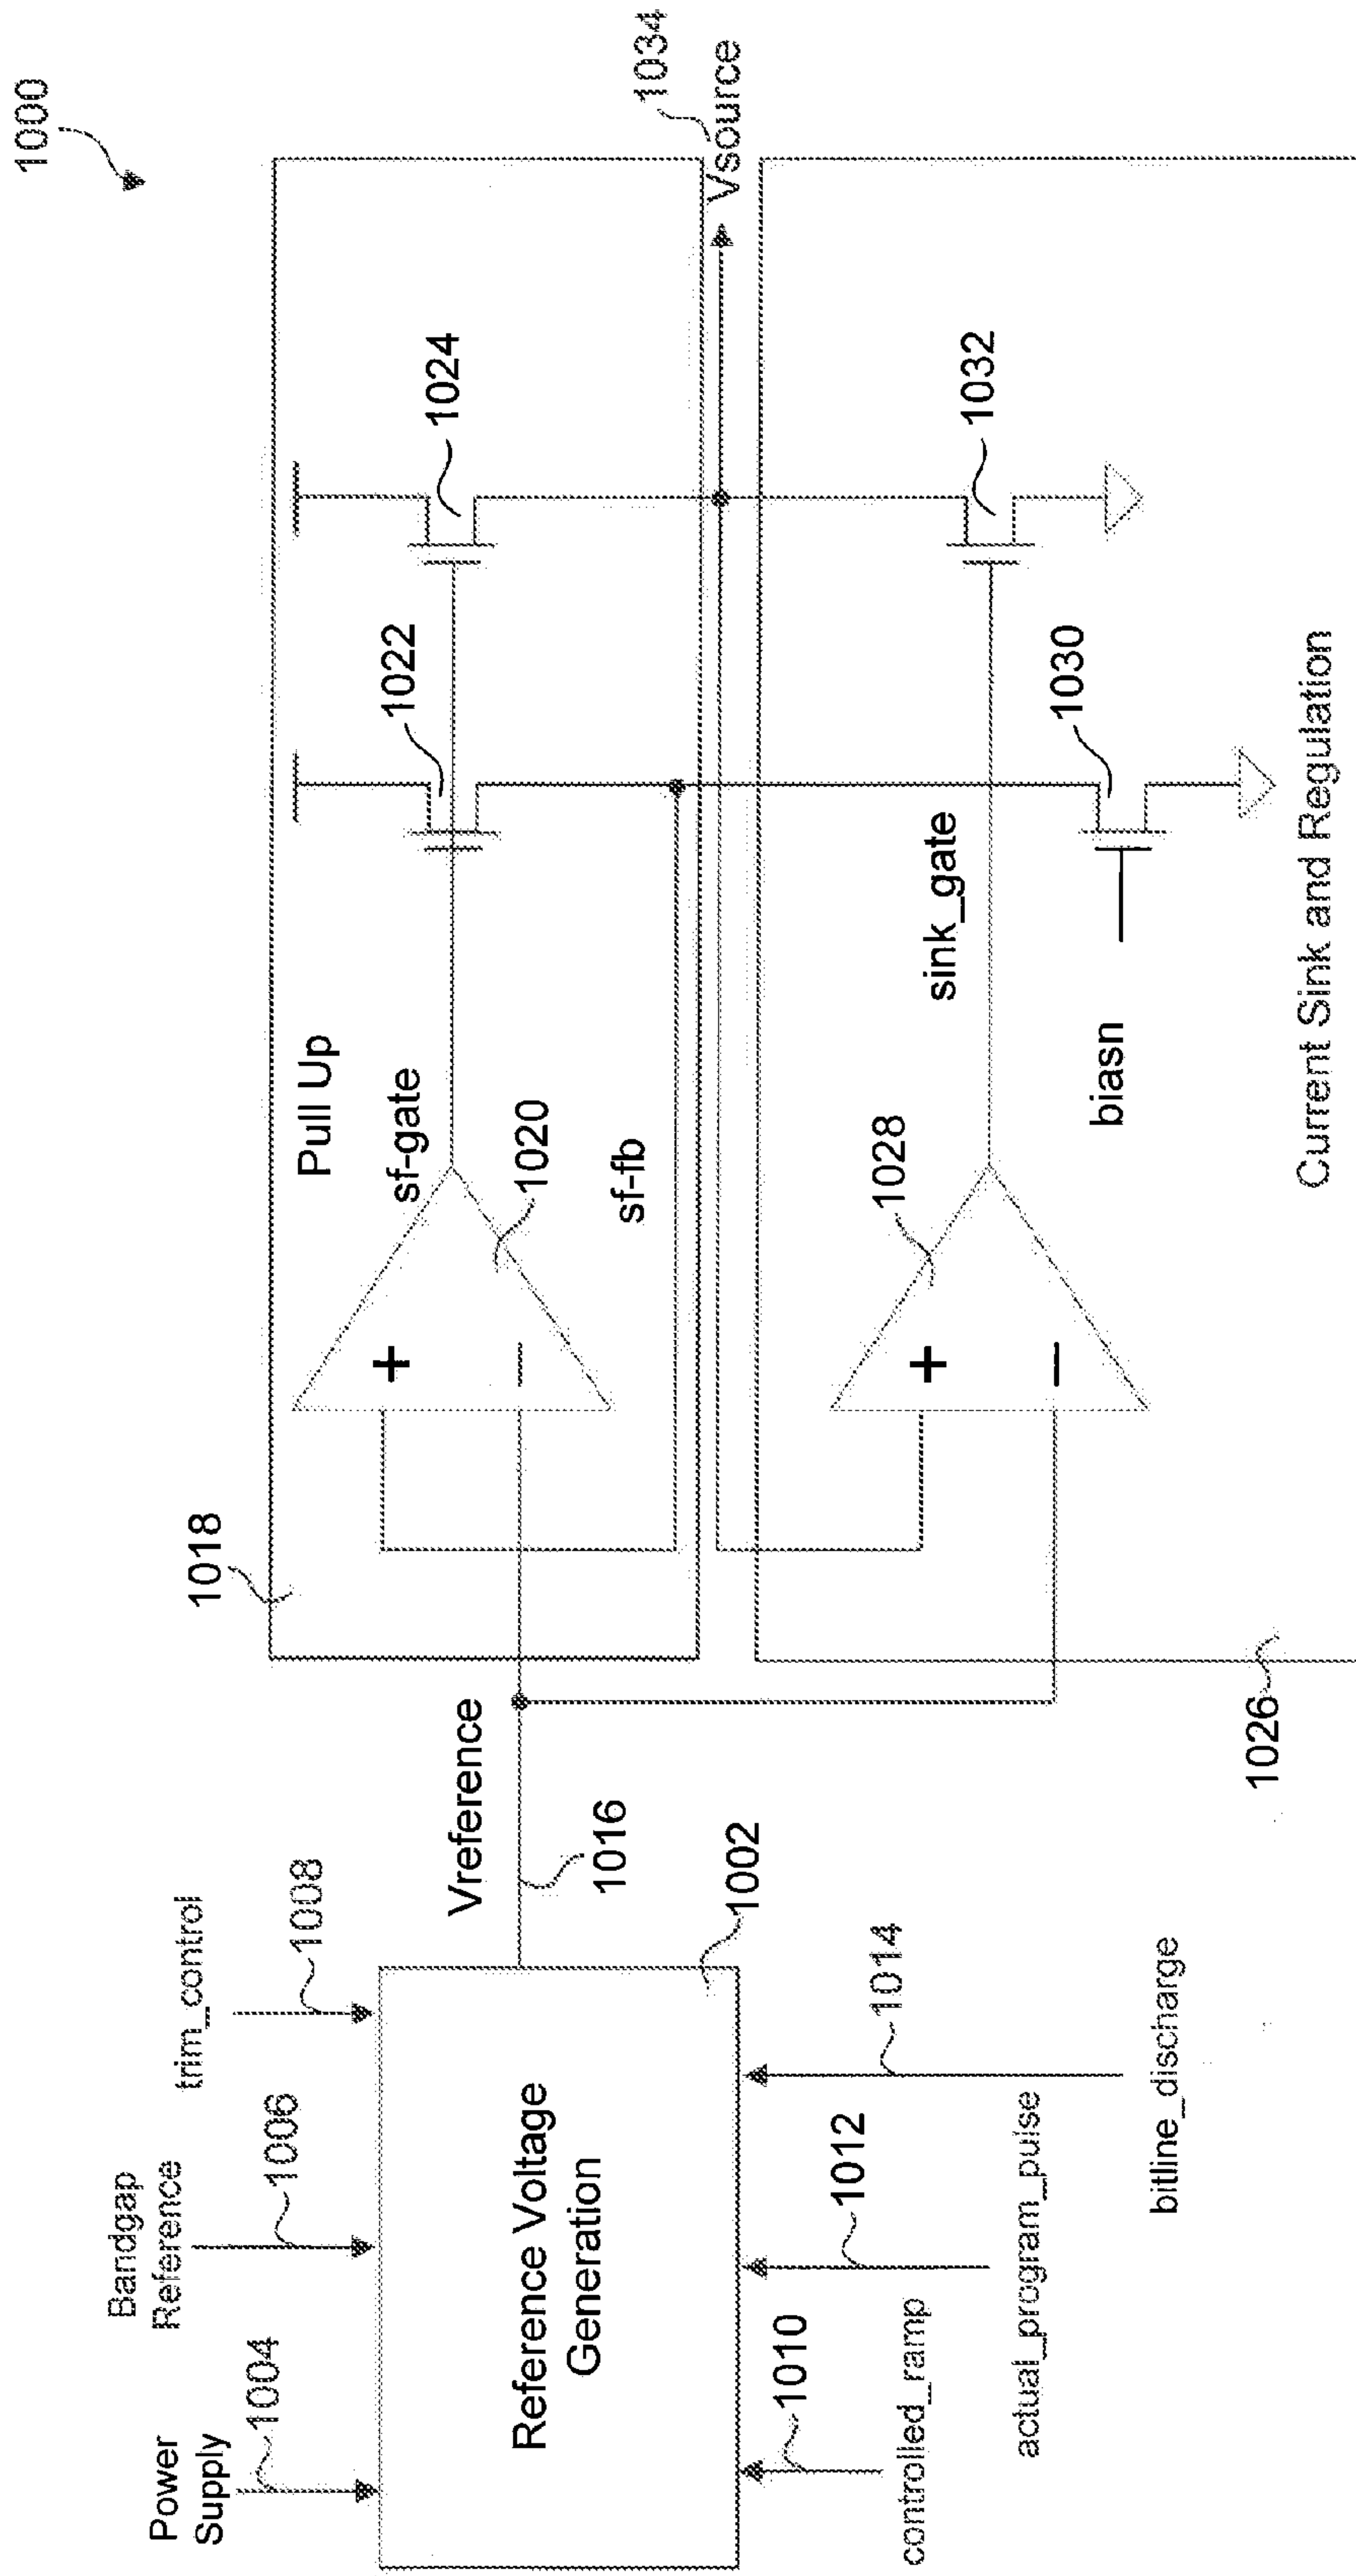 1000
Power
Supply
1004
Bandgap
Reference
1006
trim_control
1008
Reference Voltage
Generation
1002
1010
controlled_ramp
1012
actual_program_pulse
1014
bitline_discharge
Vreference
1016
1018
Pull Up
sf-gate
+
−
1020
sf-fb
1022
1024
1034
Vsource
1026
+
−
1028
sink_gate
1032
1030
biasn
Current Sink and Regulation